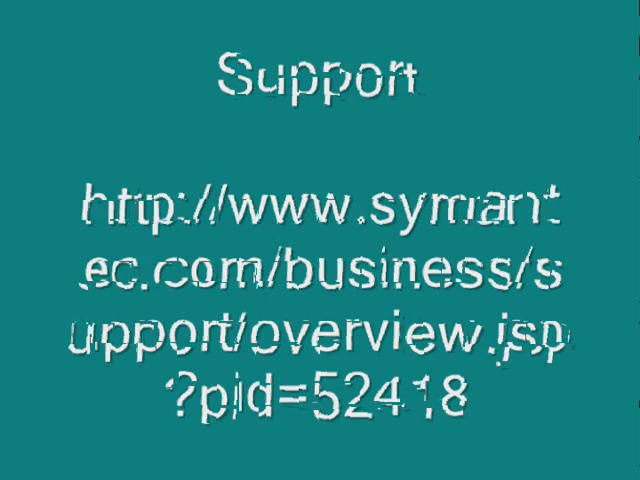 Support
http://www.symant
ec.com/business/s
upport/overview.jsp
?pid=52418